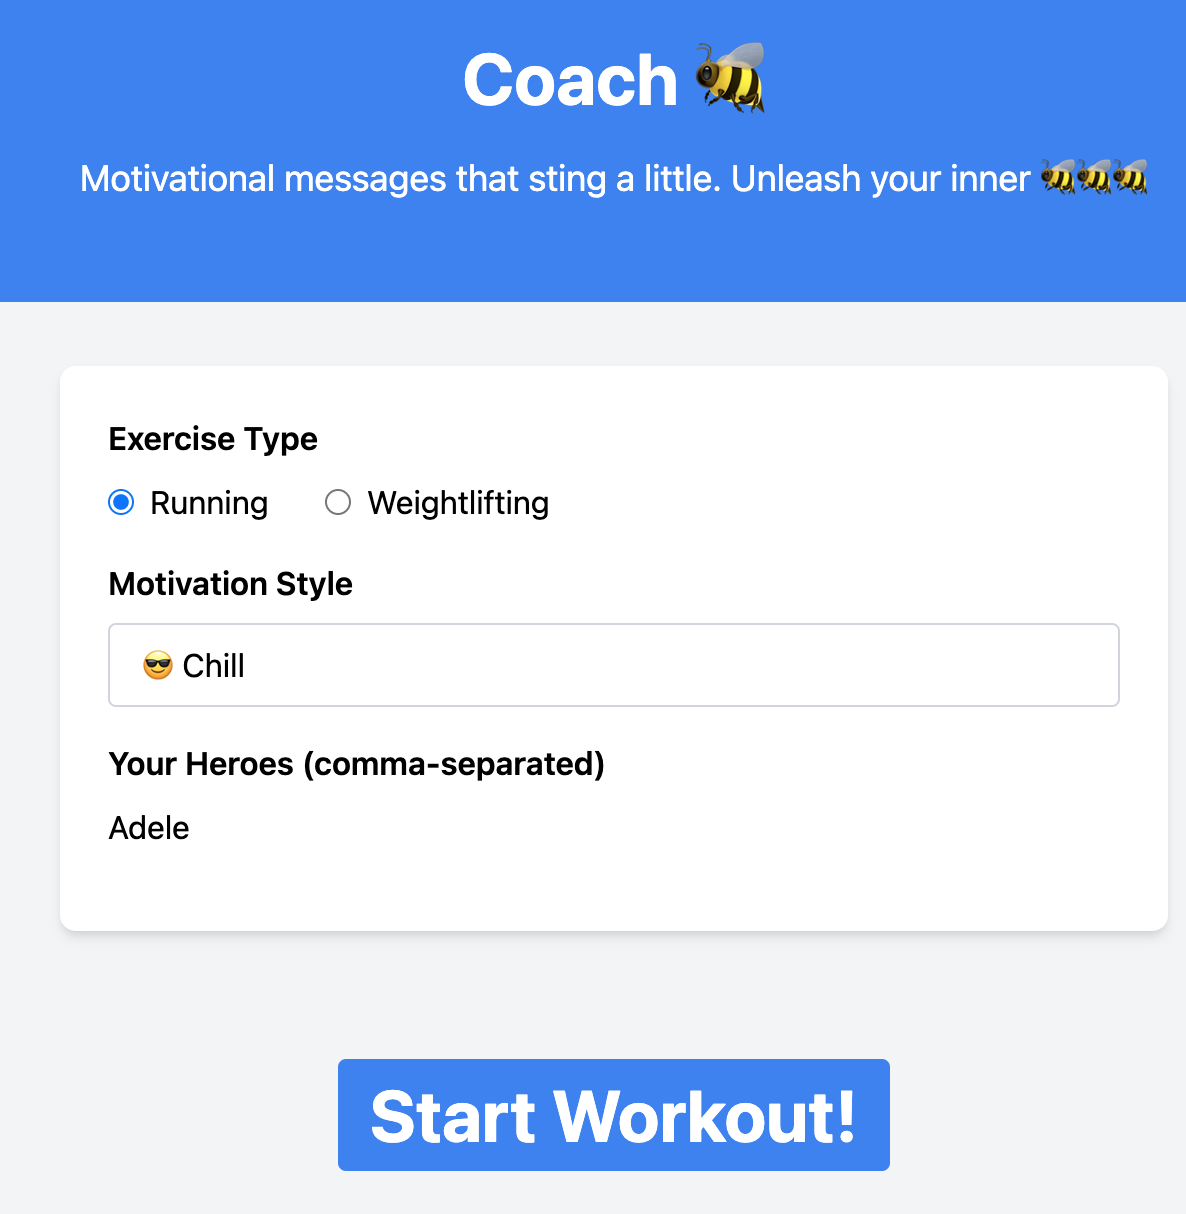 Coach 🐝
Motivational messages that sting a little. Unleash your inner 🐝🐝🐝
Exercise Type
Running Weightlifting
Motivation Style
😎 Chill
Your Heroes (comma-separated)
Adele
Start Workout!